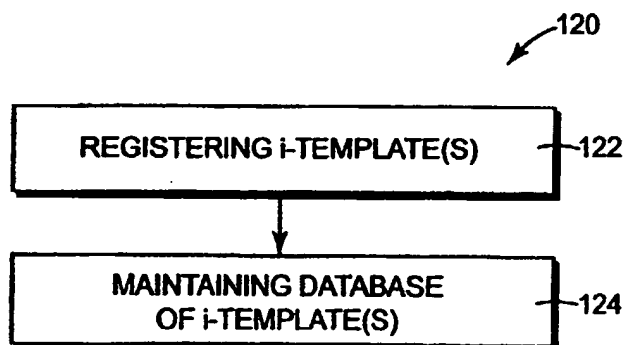 120
REGISTERING i-TEMPLATE(S)
122
MAINTAINING DATABASE
OF i-TEMPLATE(S)
124